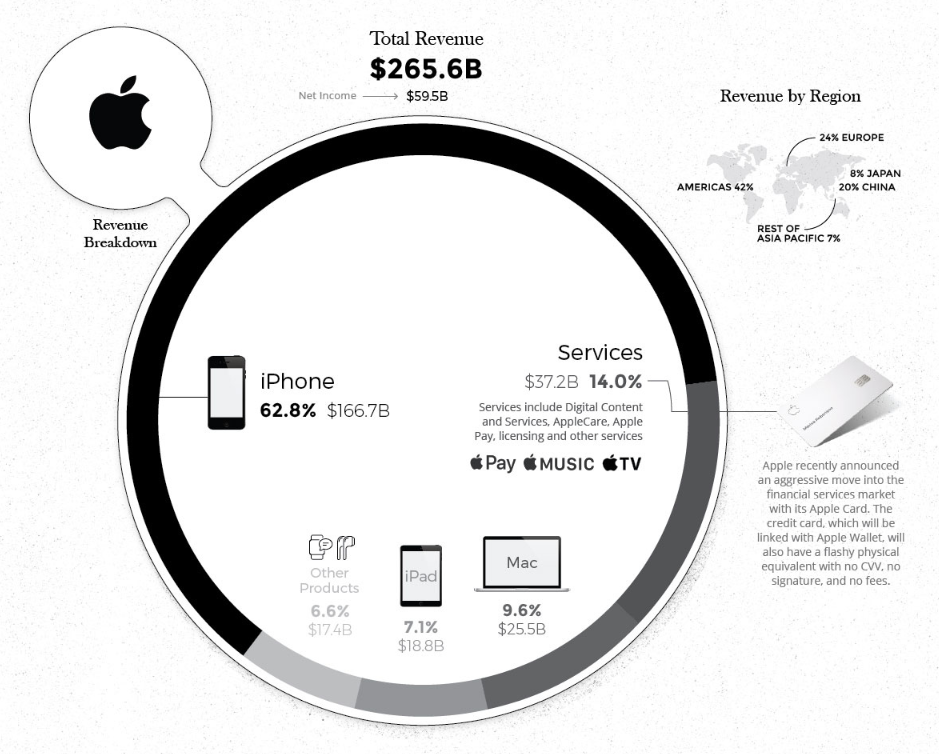 Total Revenue
$265.6B
Net Income
$59.5B
Revenue
Breakdown
Revenue by Region
24% EUROPE
8% JAPAN
20% CHINA
AMERICAS 42%
REST OF
ASIA PACIFIC 7%
iPhone
62.8% $166.7B
Services
$37.2B 14.0%
Services include Digital Content
and Services, AppleCare, Apple
Pay, licensing and other services
Pay MUSIC TV
Apple recently announced
an aggressive move into the
financial services market
with its Apple Card. The
credit card, which will be
linked with Apple Wallet, will
also have a flashy physical
equivalent with no CVV, no
signature, and no fees.
Other
Products
6.6%
$17.4B
iPad
7.1%
$18.8B
Mac
9.6%
$25.5B